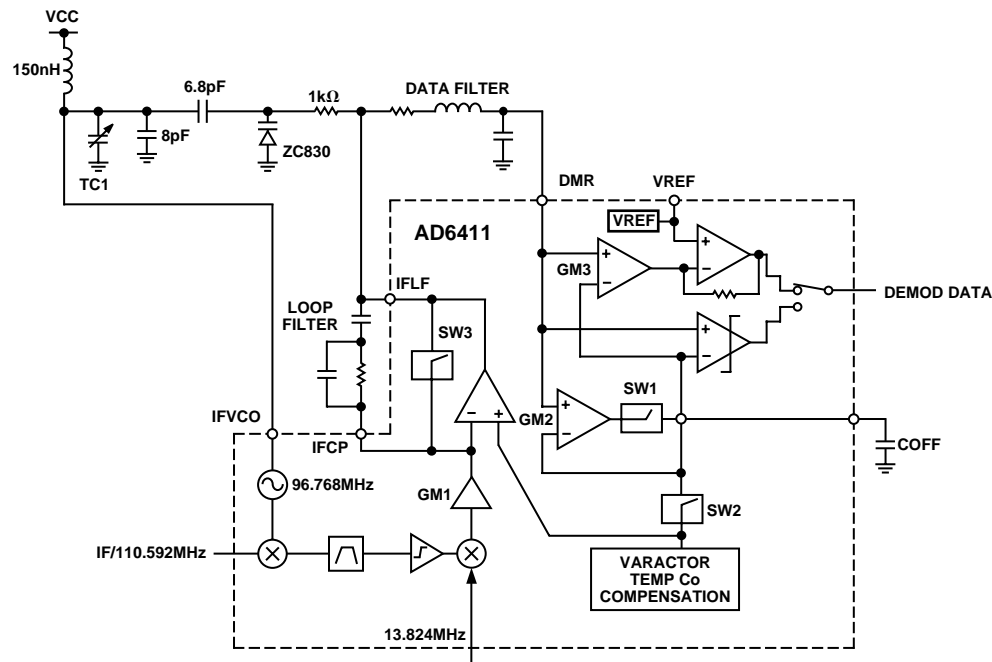 VCC
150nH
6.8pF
1kΩ
DATA FILTER
8pF
ZC830
TC1
DMR
VREF
VREF
AD6411
GM3
+
−
+
−
IFLF
DEMOD DATA
LOOP
FILTER
SW3
+
−
SW1
−
+
GM2
+
−
IFVCO
IFCP
COFF
96.768MHz
GM1
SW2
IF/110.592MHz
VARACTOR
TEMP Co
COMPENSATION
13.824MHz